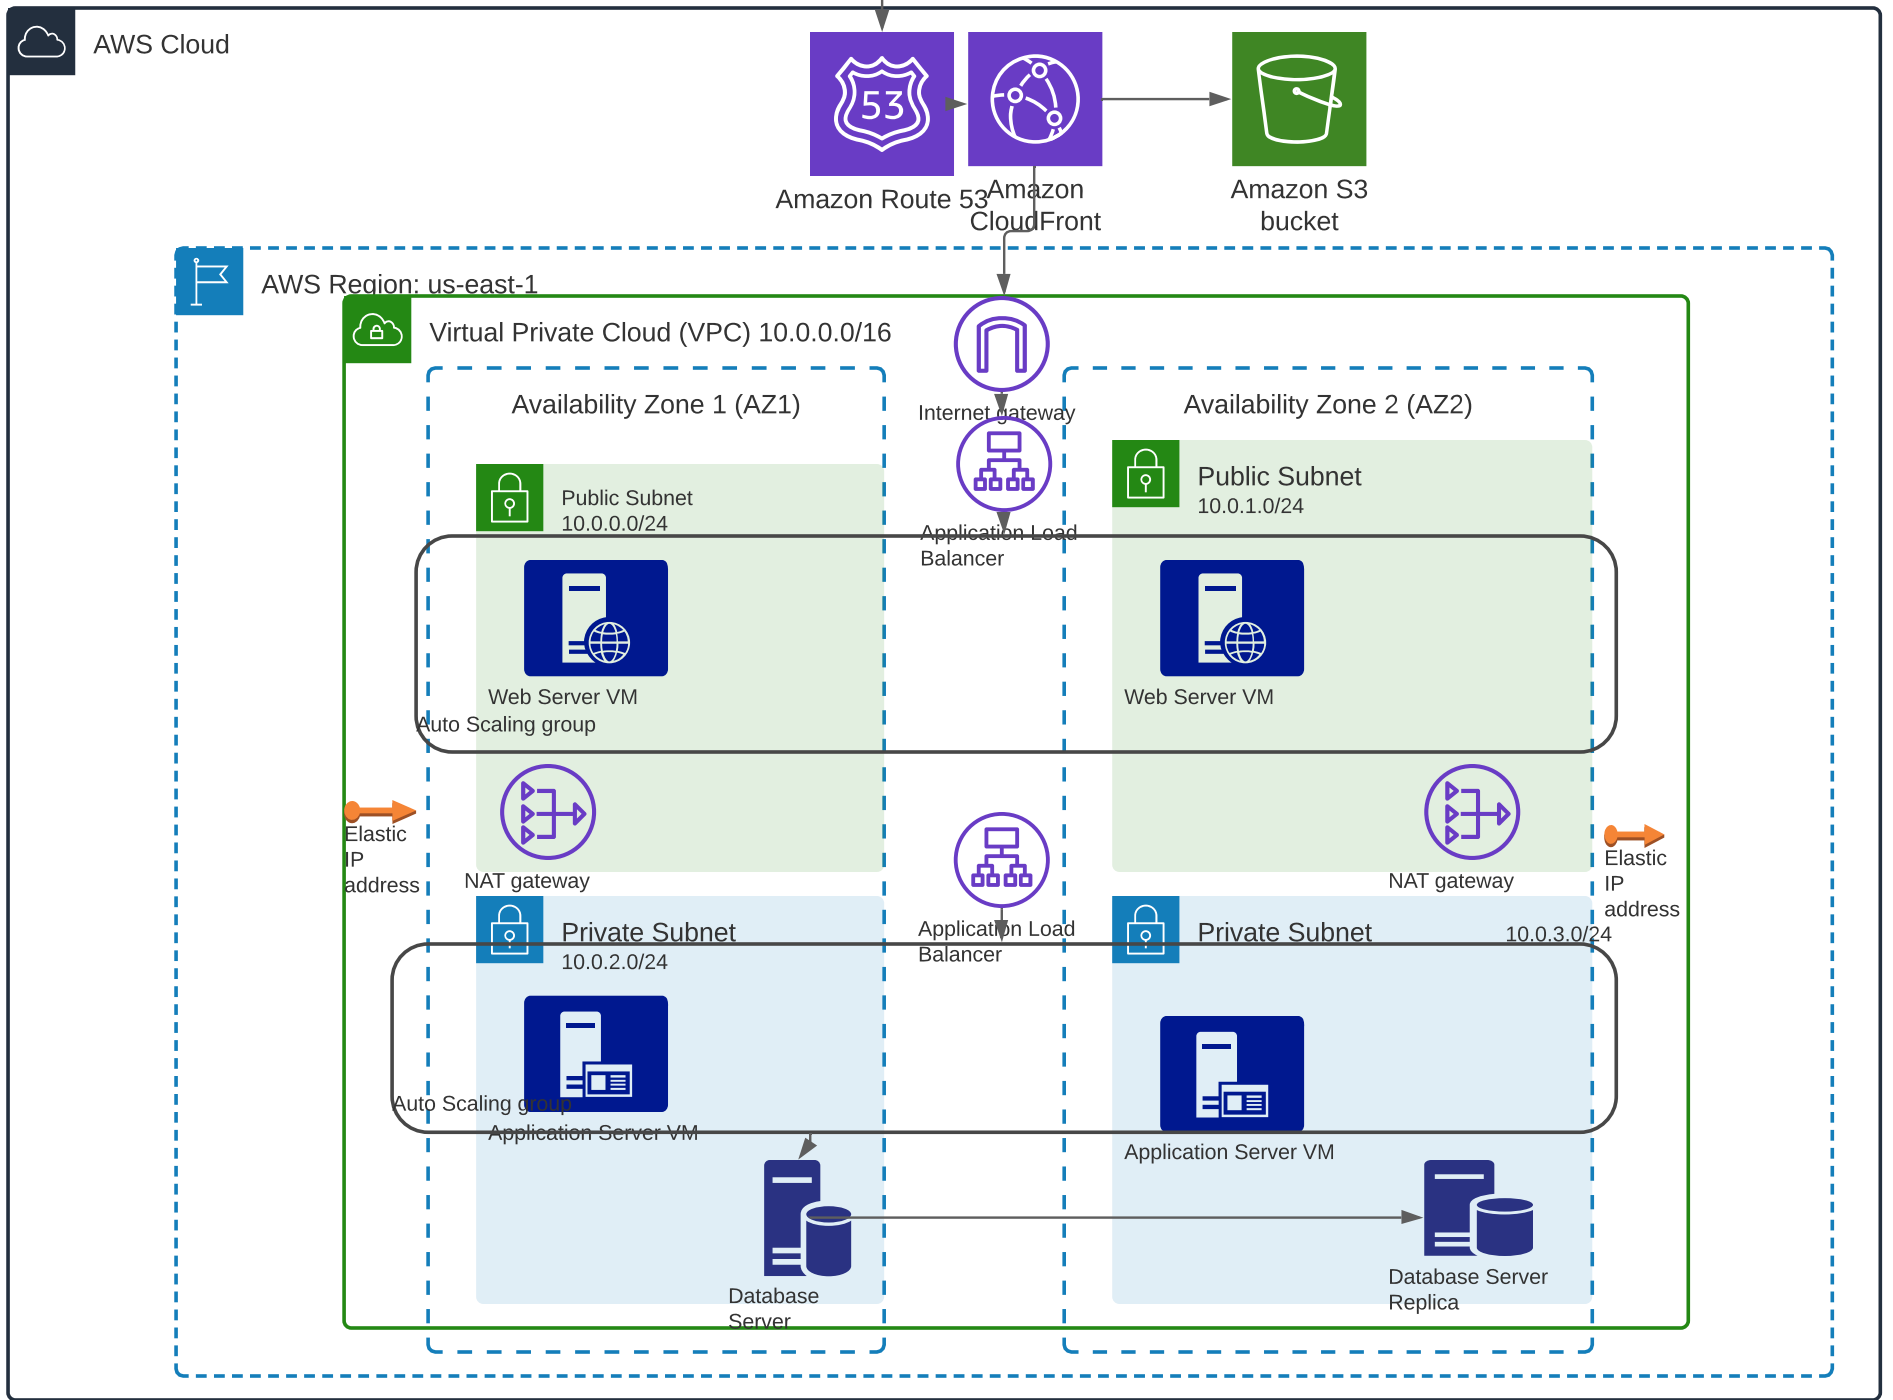 AWS Cloud
53
Amazon Route 53
Amazon
CloudFront
Amazon S3
bucket
AWS Region: us-east-1
Virtual Private Cloud (VPC) 10.0.0.0/16
Internet gateway
Availability Zone 1 (AZ1)
Availability Zone 2 (AZ2)
Public Subnet
10.0.0.0/24
Application Load
Balancer
Public Subnet
10.0.1.0/24
Web Server VM
Auto Scaling group
Web Server VM
Elastic
IP
address
NAT gateway
NAT gateway
Elastic
IP
address
Private Subnet
10.0.2.0/24
Application Load
Balancer
Private Subnet
10.0.3.0/24
Auto Scaling group
Application Server VM
Application Server VM
Database
Server
Database Server
Replica